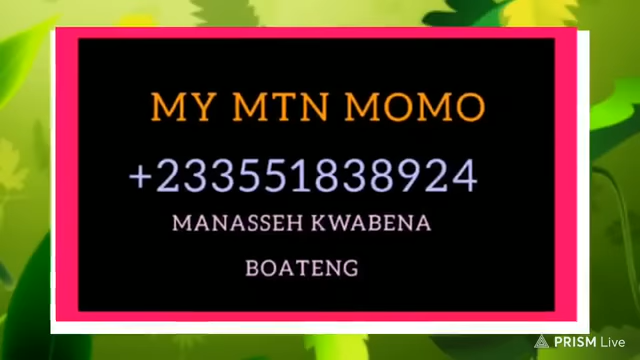 MY MTN MOMO
+233551838924
MANASSEH KWABENA
BOATENG
PRISM Live